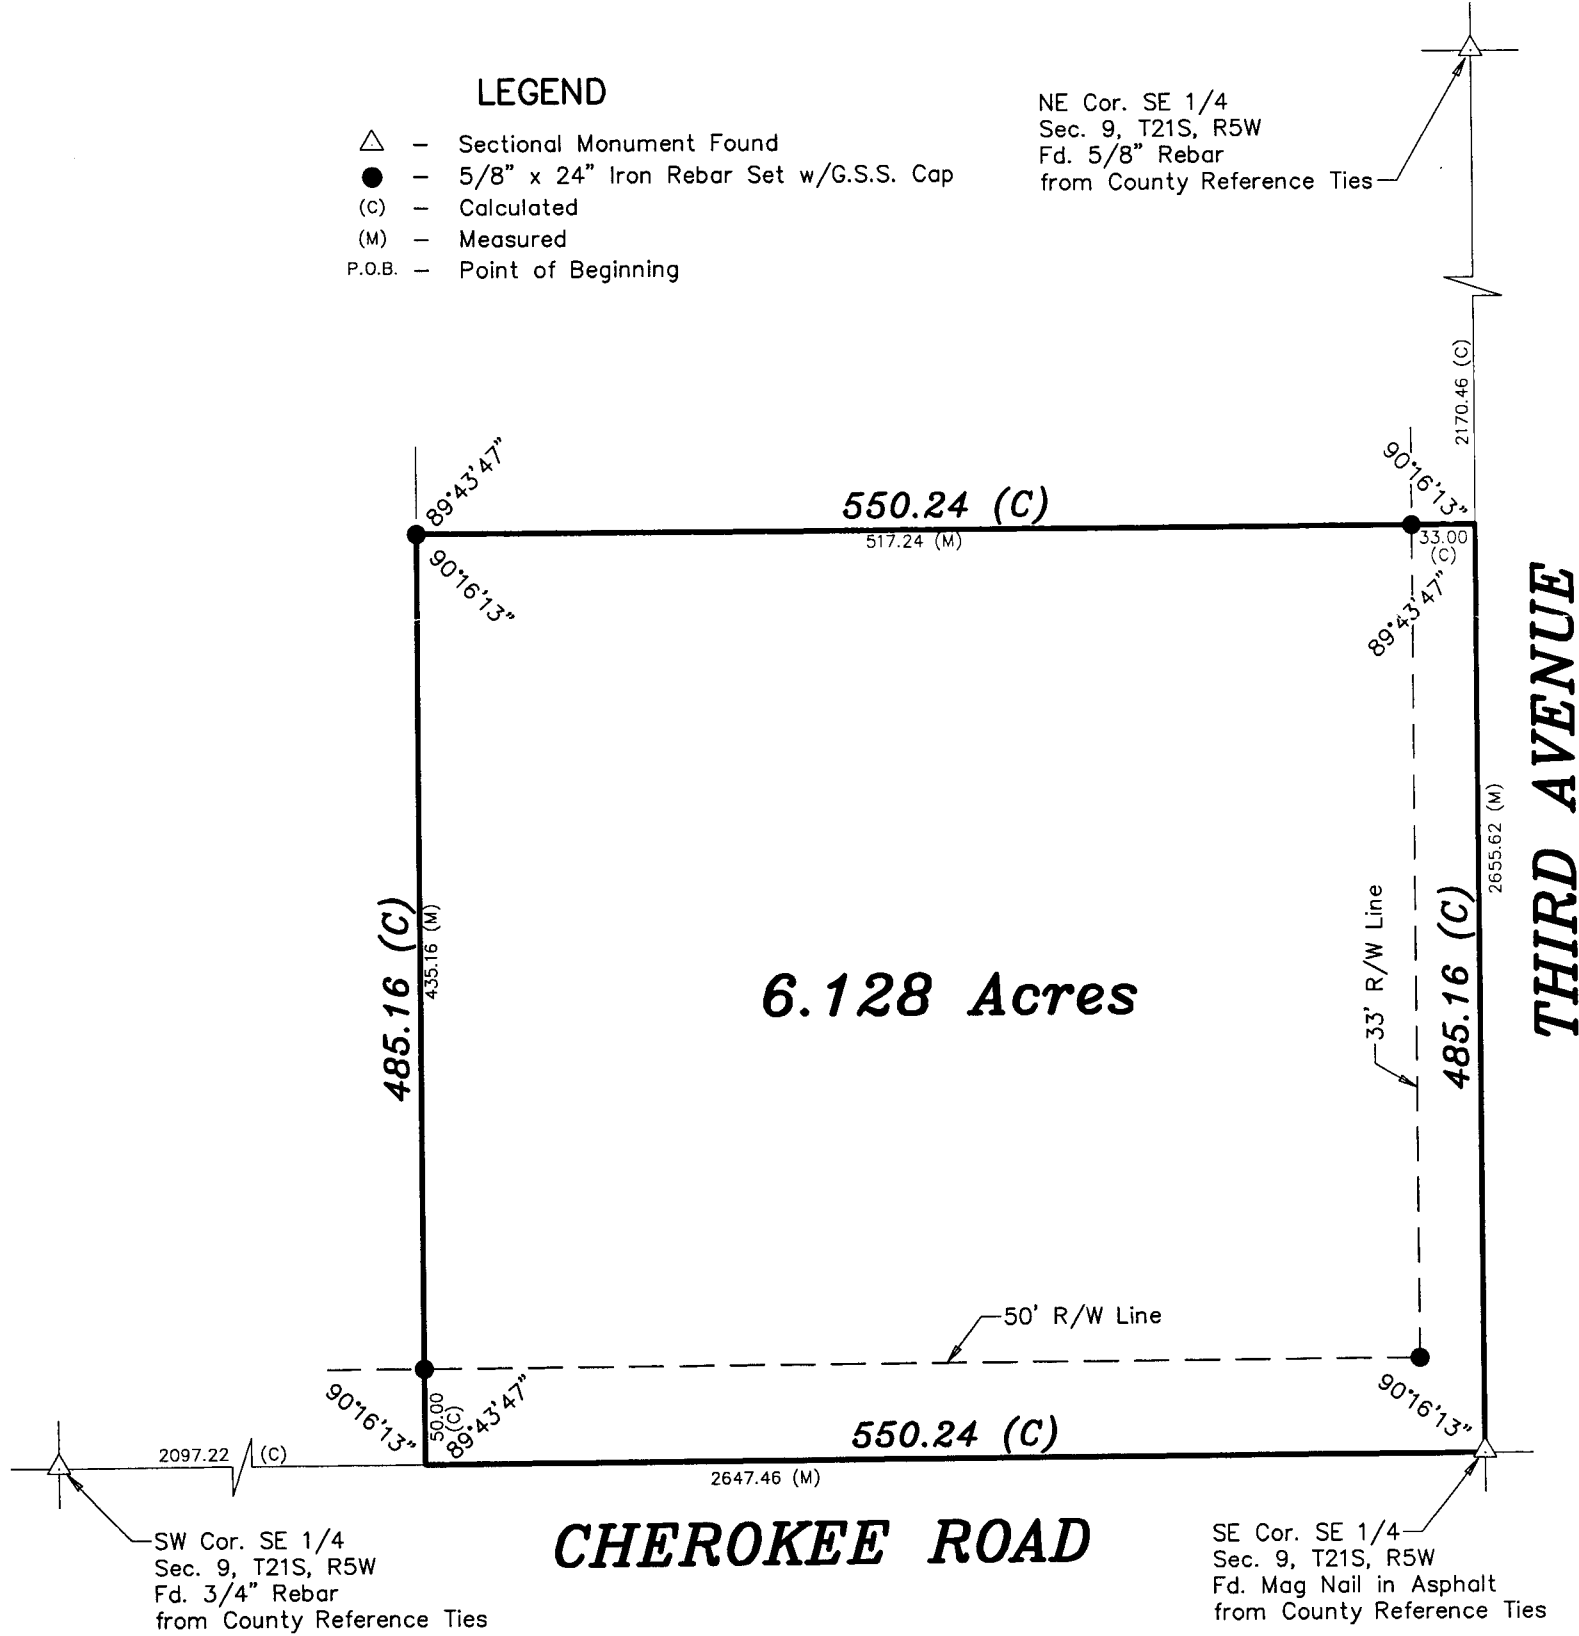 LEGEND
△ – Sectional Monument Found
● – 5/8" x 24" Iron Rebar Set w/G.S.S. Cap
(C) – Calculated
(M) – Measured
P.O.B. – Point of Beginning
NE Cor. SE 1/4
Sec. 9, T21S, R5W
Fd. 5/8" Rebar
from County Reference Ties
2170.46 (C)
89°43'47"
550.24 (C)
90°16'13"
517.24 (M)
33.00
(C)
90°16'13"
89°43'47"
THIRD AVENUE
2655.62 (M)
485.16 (C)
435.16 (M)
33' R/W Line
485.16 (C)
6.128 Acres
50' R/W Line
90°16'13"
50.00
(C)
89°43'47"
90°16'13"
550.24 (C)
2097.22 (C)
2647.46 (M)
SW Cor. SE 1/4
Sec. 9, T21S, R5W
Fd. 3/4" Rebar
from County Reference Ties
CHEROKEE ROAD
SE Cor. SE 1/4
Sec. 9, T21S, R5W
Fd. Mag Nail in Asphalt
from County Reference Ties